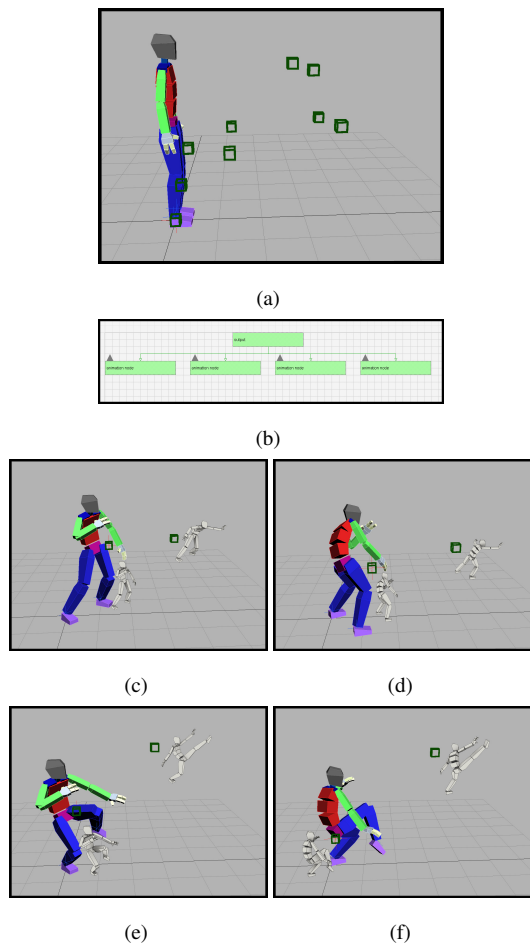 (a)
output
animation node animation node animation node animation node
(b)
(c) (d)
(e) (f)